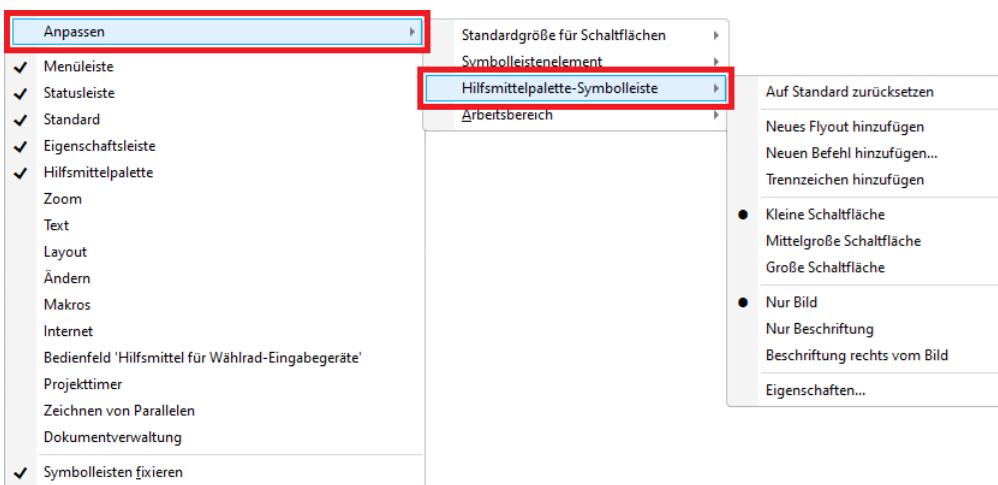 Anpassen
Menüleiste
Statusleiste
Standard
Eigenschaftsleiste
Hilfsmittelpalette
Zoom
Text
Layout
Ändern
Makros
Internet
Bedienfeld 'Hilfsmittel für Wählrad-Eingabegeräte'
Projekttimer
Zeichnen von Parallelen
Dokumentverwaltung
Symbolleisten fixieren
Standardgröße für Schaltflächen
Symbolleistenelement
Hilfsmittelpalette-Symbolleiste
Arbeitsbereich
Auf Standard zurücksetzen
Neues Flyout hinzufügen
Neuen Befehl hinzufügen...
Trennzeichen hinzufügen
Kleine Schaltfläche
Mittelgroße Schaltfläche
Große Schaltfläche
Nur Bild
Nur Beschriftung
Beschriftung rechts vom Bild
Eigenschaften...